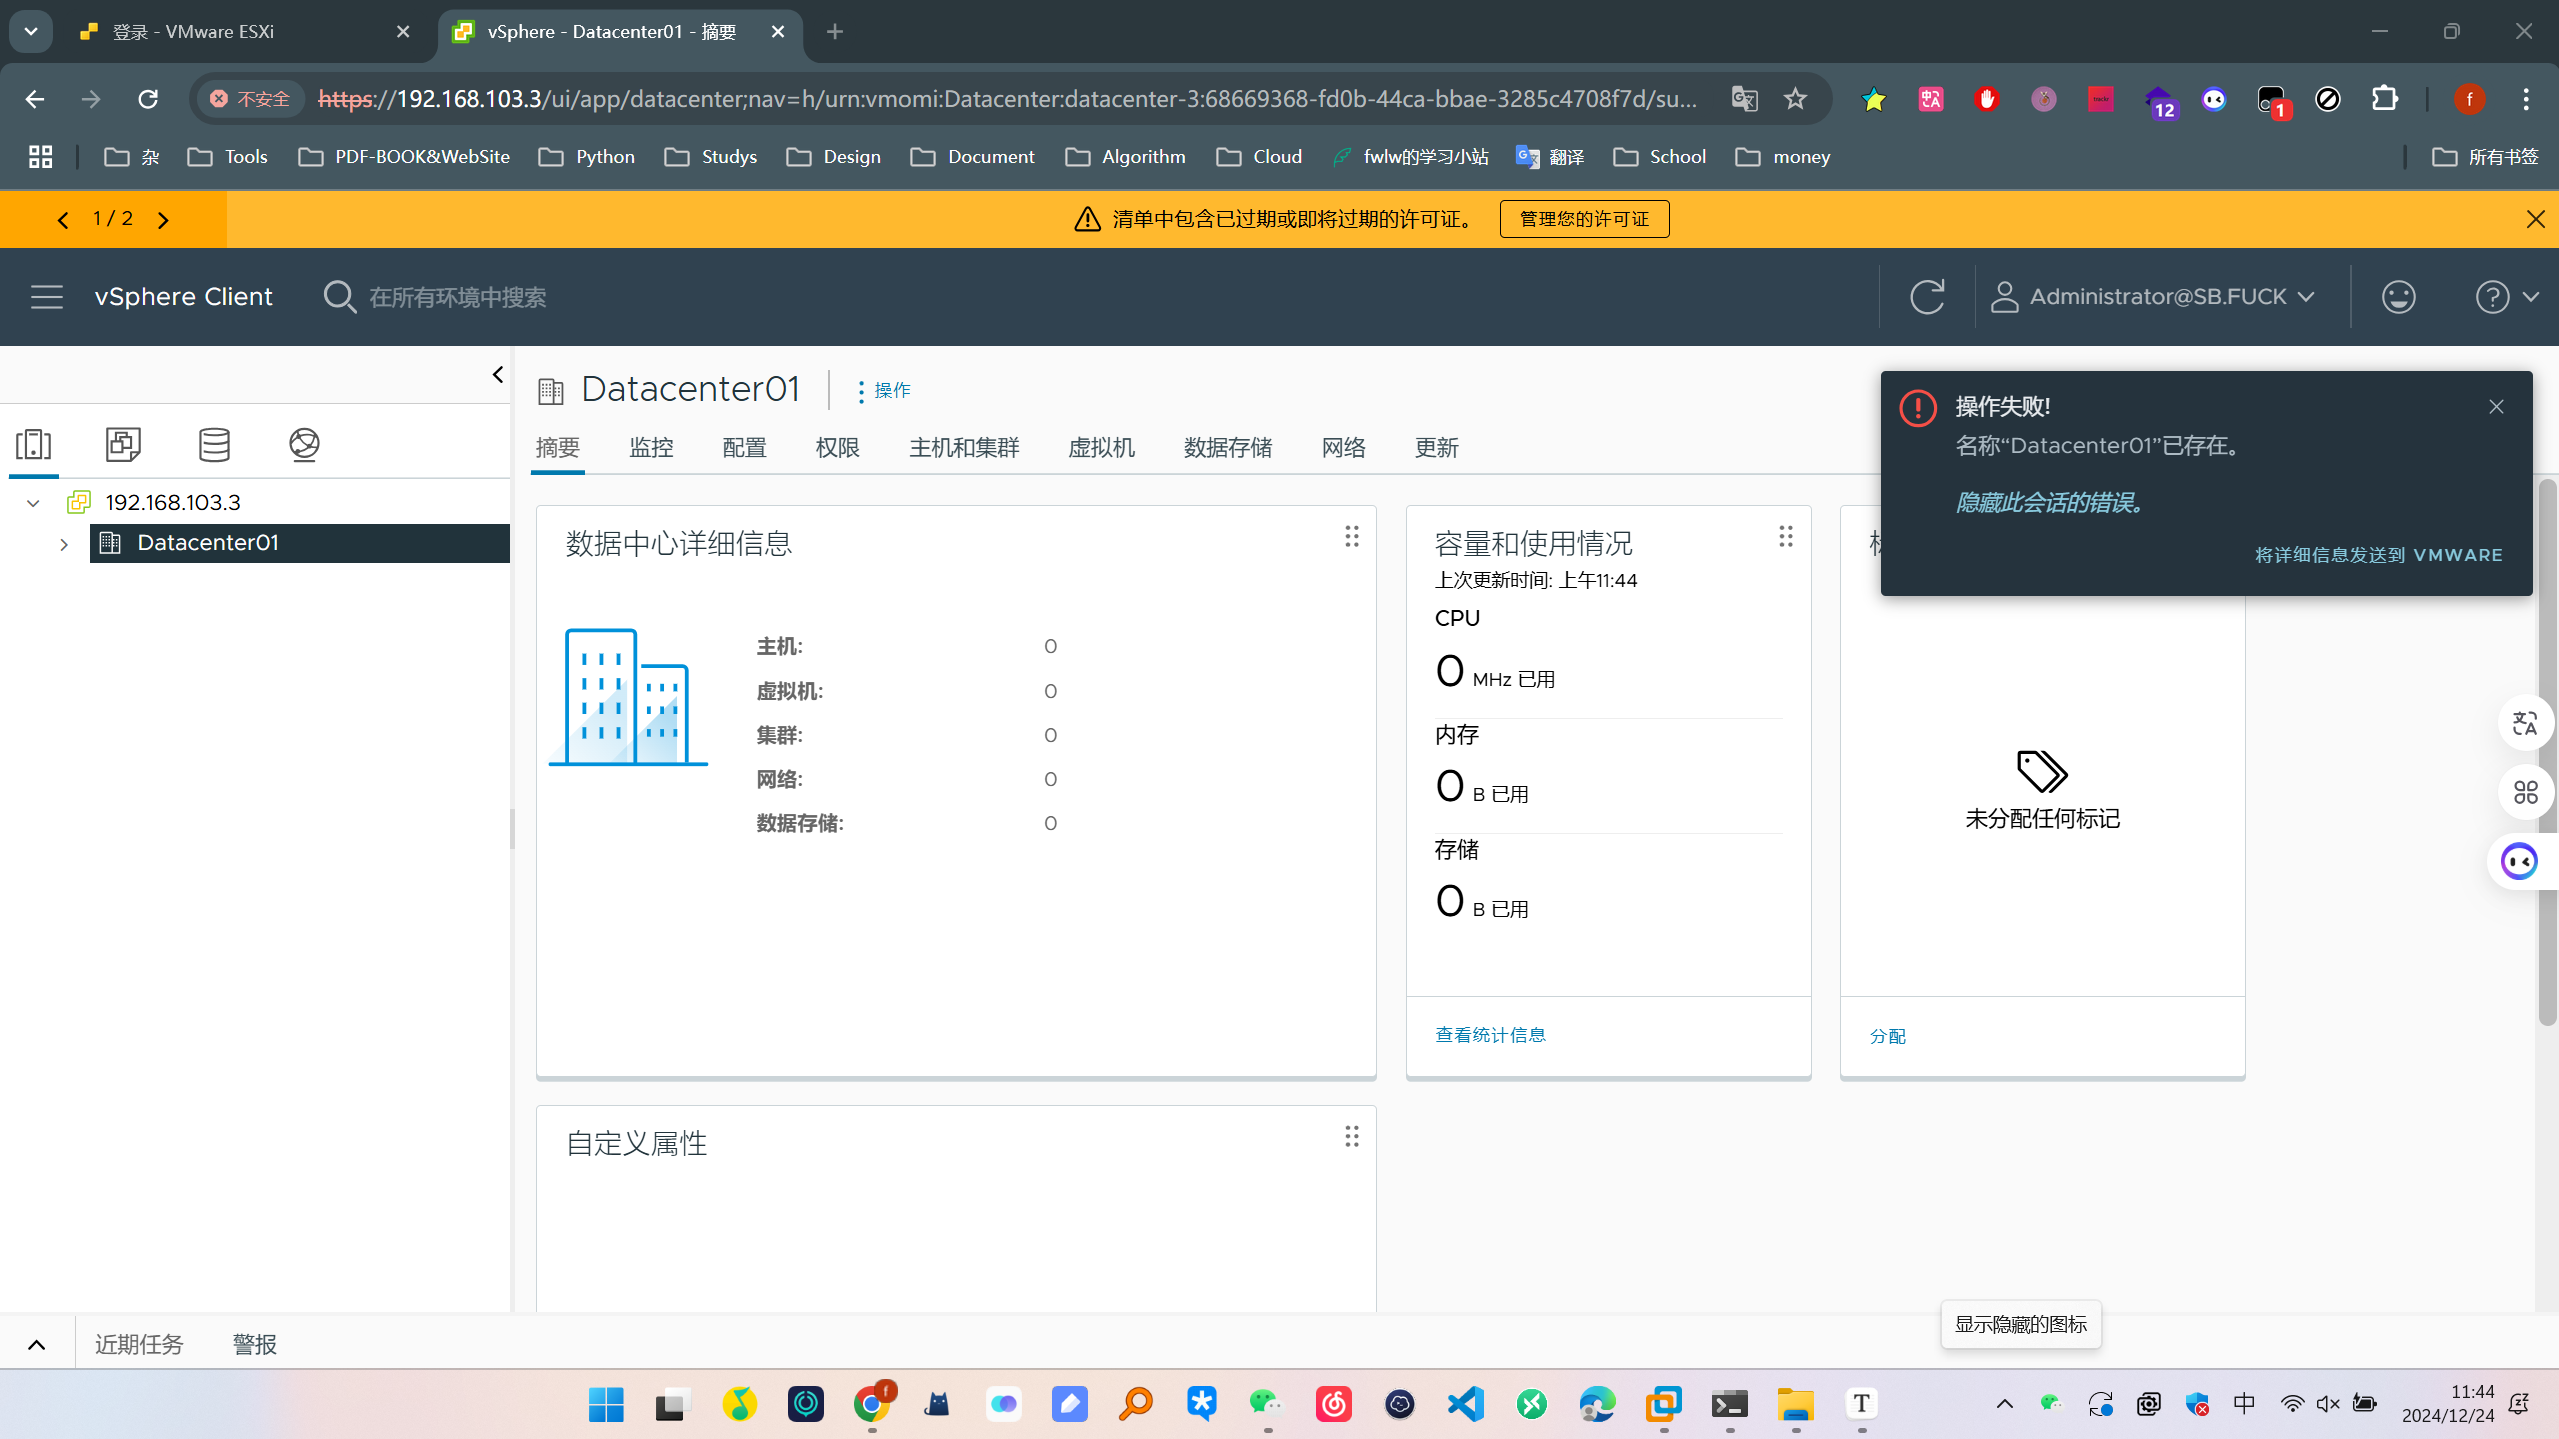 登录 - VMware ESXi
vSphere - Datacenter01 - 摘要
不安全
https://192.168.103.3/ui/app/datacenter;nav=h/urn:vmomi:Datacenter:datacenter-3:68669368-fd0b-44ca-bbae-3285c4708f7d/su...
12
1
f
杂
Tools
PDF-BOOK&WebSite
Python
Studys
Design
Document
Algorithm
Cloud
fwlw的学习小站
翻译
School
money
所有书签
1 / 2
清单中包含已过期或即将过期的许可证。
管理您的许可证
vSphere Client
在所有环境中搜索
Administrator@SB.FUCK
Datacenter01
操作
摘要
监控
配置
权限
主机和集群
虚拟机
数据存储
网络
更新
操作失败!
名称“Datacenter01”已存在。
隐藏此会话的错误。
将详细信息发送到 VMWARE
192.168.103.3
Datacenter01
数据中心详细信息
主机: 0
虚拟机: 0
集群: 0
网络: 0
数据存储: 0
容量和使用情况
上次更新时间: 上午11:44
CPU
0 MHz 已用
内存
0 B 已用
存储
0 B 已用
查看统计信息
未分配任何标记
分配
自定义属性
显示隐藏的图标
近期任务
警报
中
11:44
2024/12/24